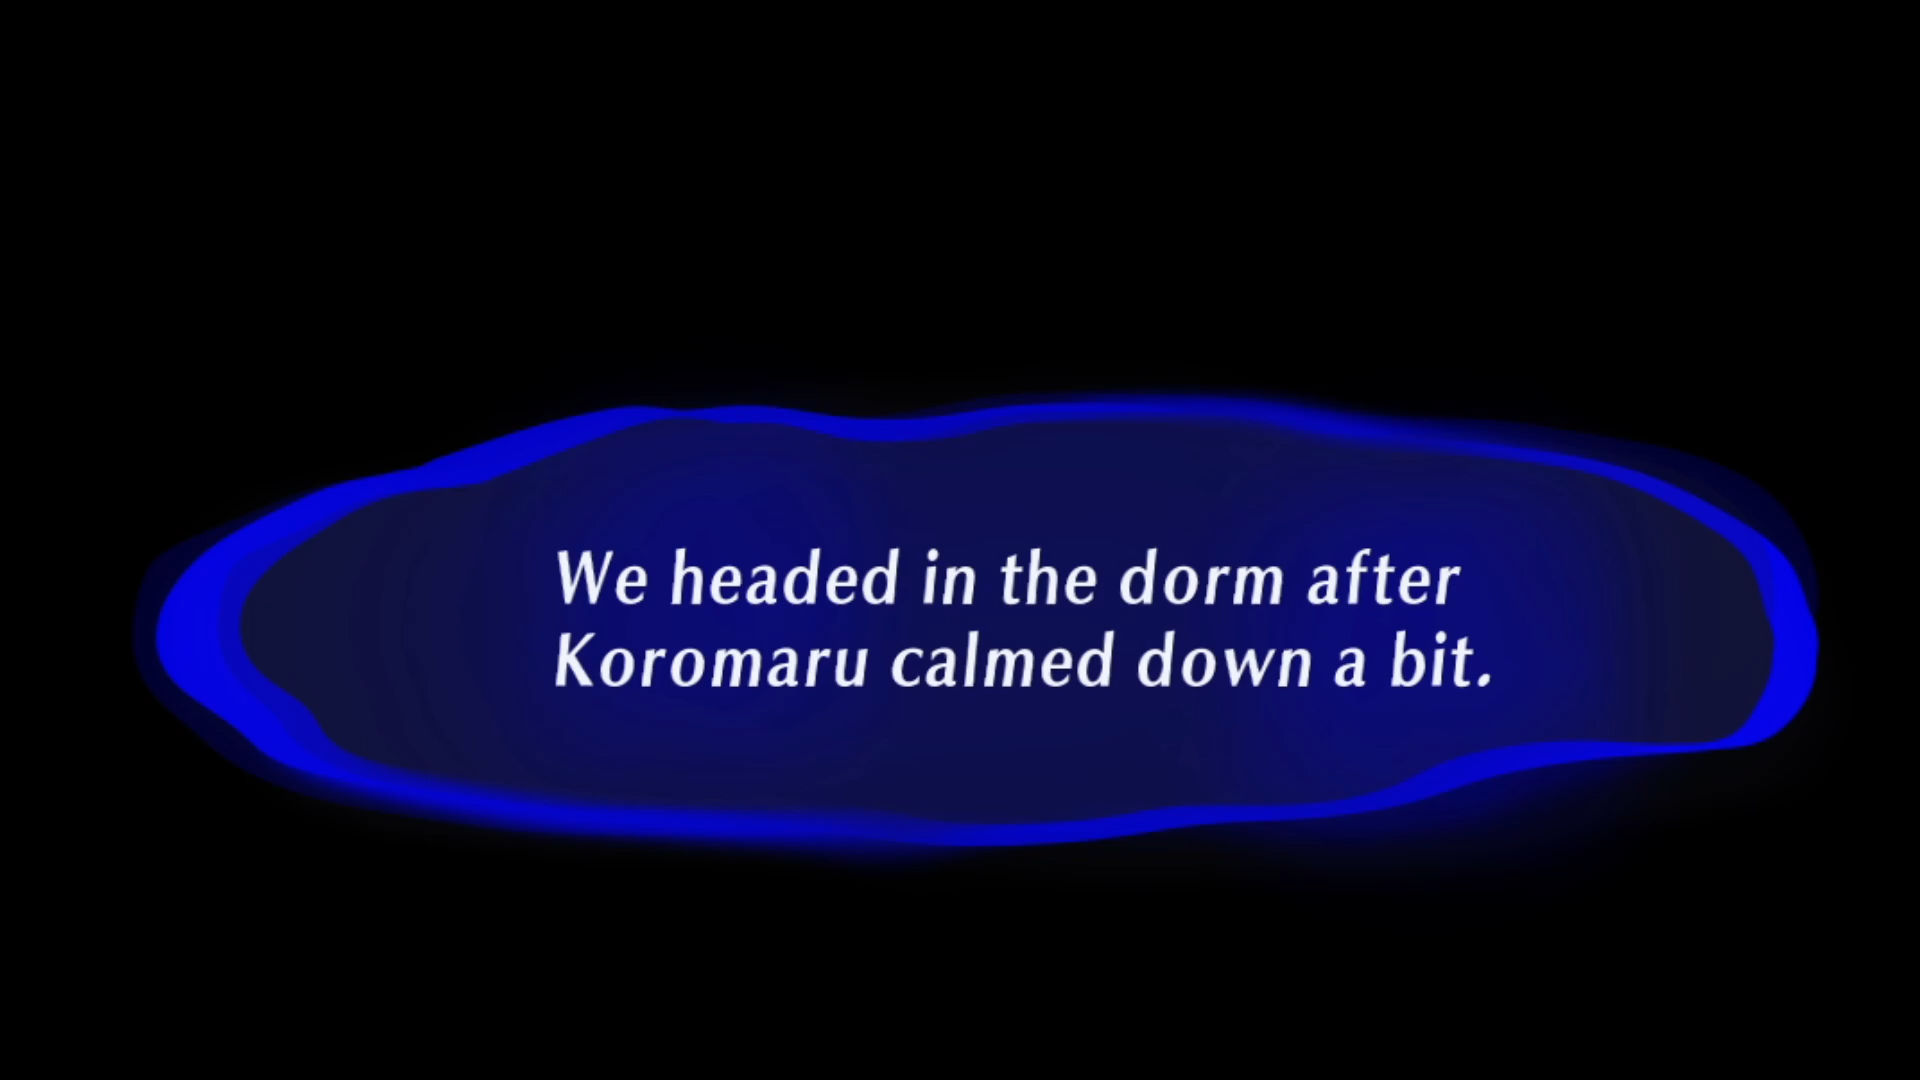 We headed in the dorm after
Koromaru calmed down a bit.